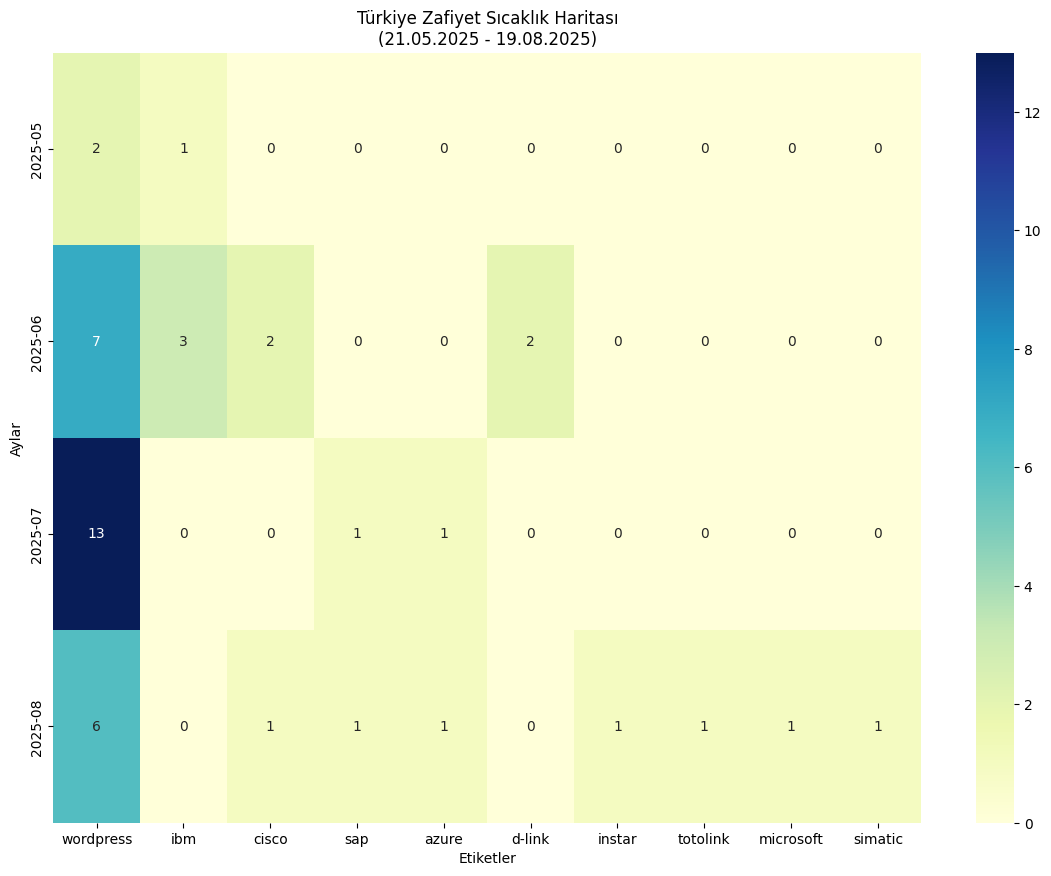 Türkiye Zafiyet Sıcaklık Haritası
(21.05.2025 - 19.08.2025)
Aylar
2025-05
2 1 0 0 0 0 0 0 0 0
2025-06
7 3 2 0 0 2 0 0 0 0
2025-07
13 0 0 1 1 0 0 0 0 0
2025-08
6 0 1 1 1 0 1 1 1 1
wordpress ibm cisco sap azure d-link instar totolink microsoft simatic
Etiketler
12
10
8
6
4
2
0